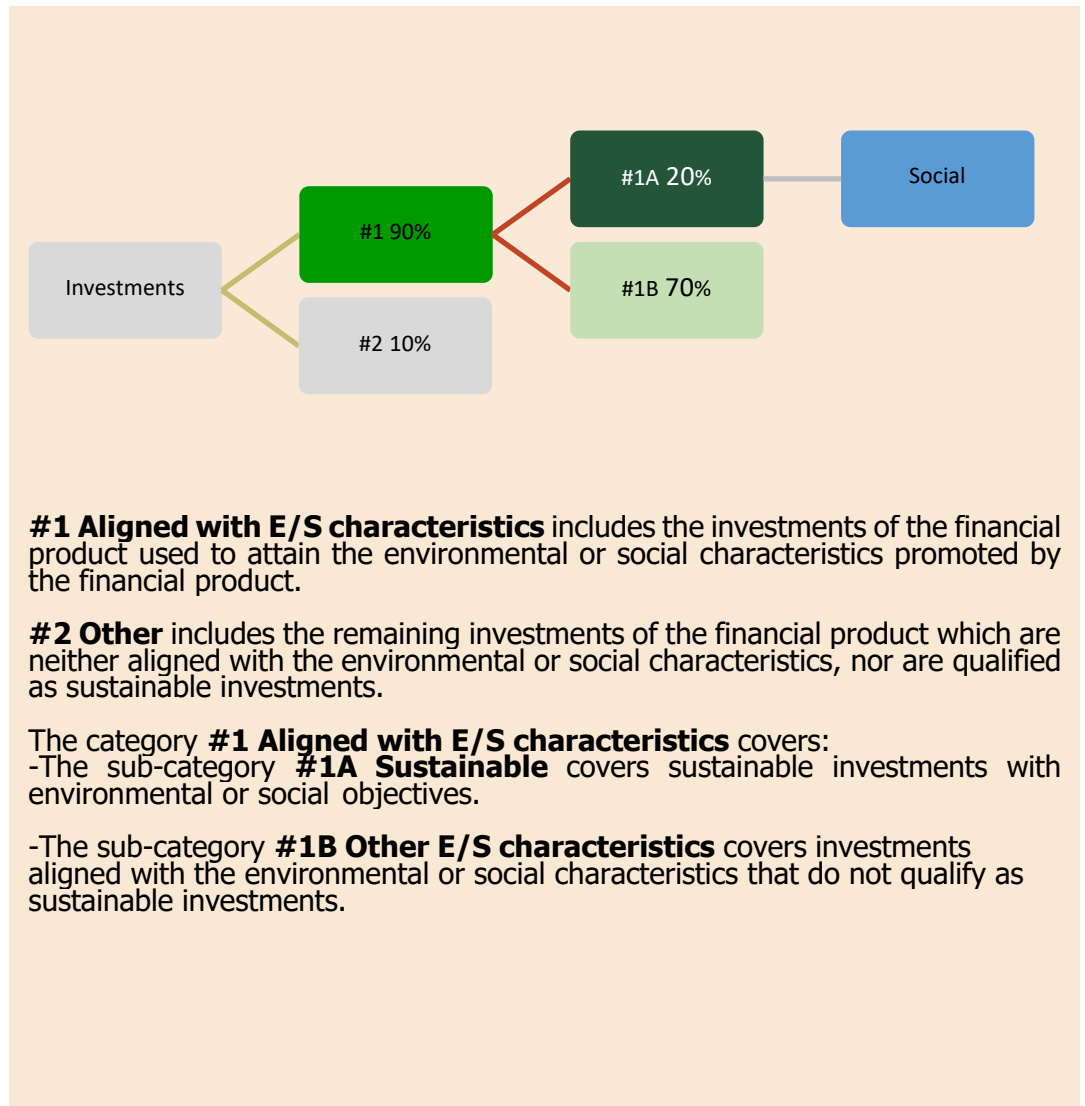 #1A 20%
Social
#1 90%
Investments
#1B 70%
#2 10%
#1 Aligned with E/S characteristics includes the investments of the financial
product used to attain the environmental or social characteristics promoted by
the financial product.
#2 Other includes the remaining investments of the financial product which are
neither aligned with the environmental or social characteristics, nor are qualified
as sustainable investments.
The category #1 Aligned with E/S characteristics covers:
-The sub-category #1A Sustainable covers sustainable investments with
environmental or social objectives.
-The sub-category #1B Other E/S characteristics covers investments
aligned with the environmental or social characteristics that do not qualify as
sustainable investments.